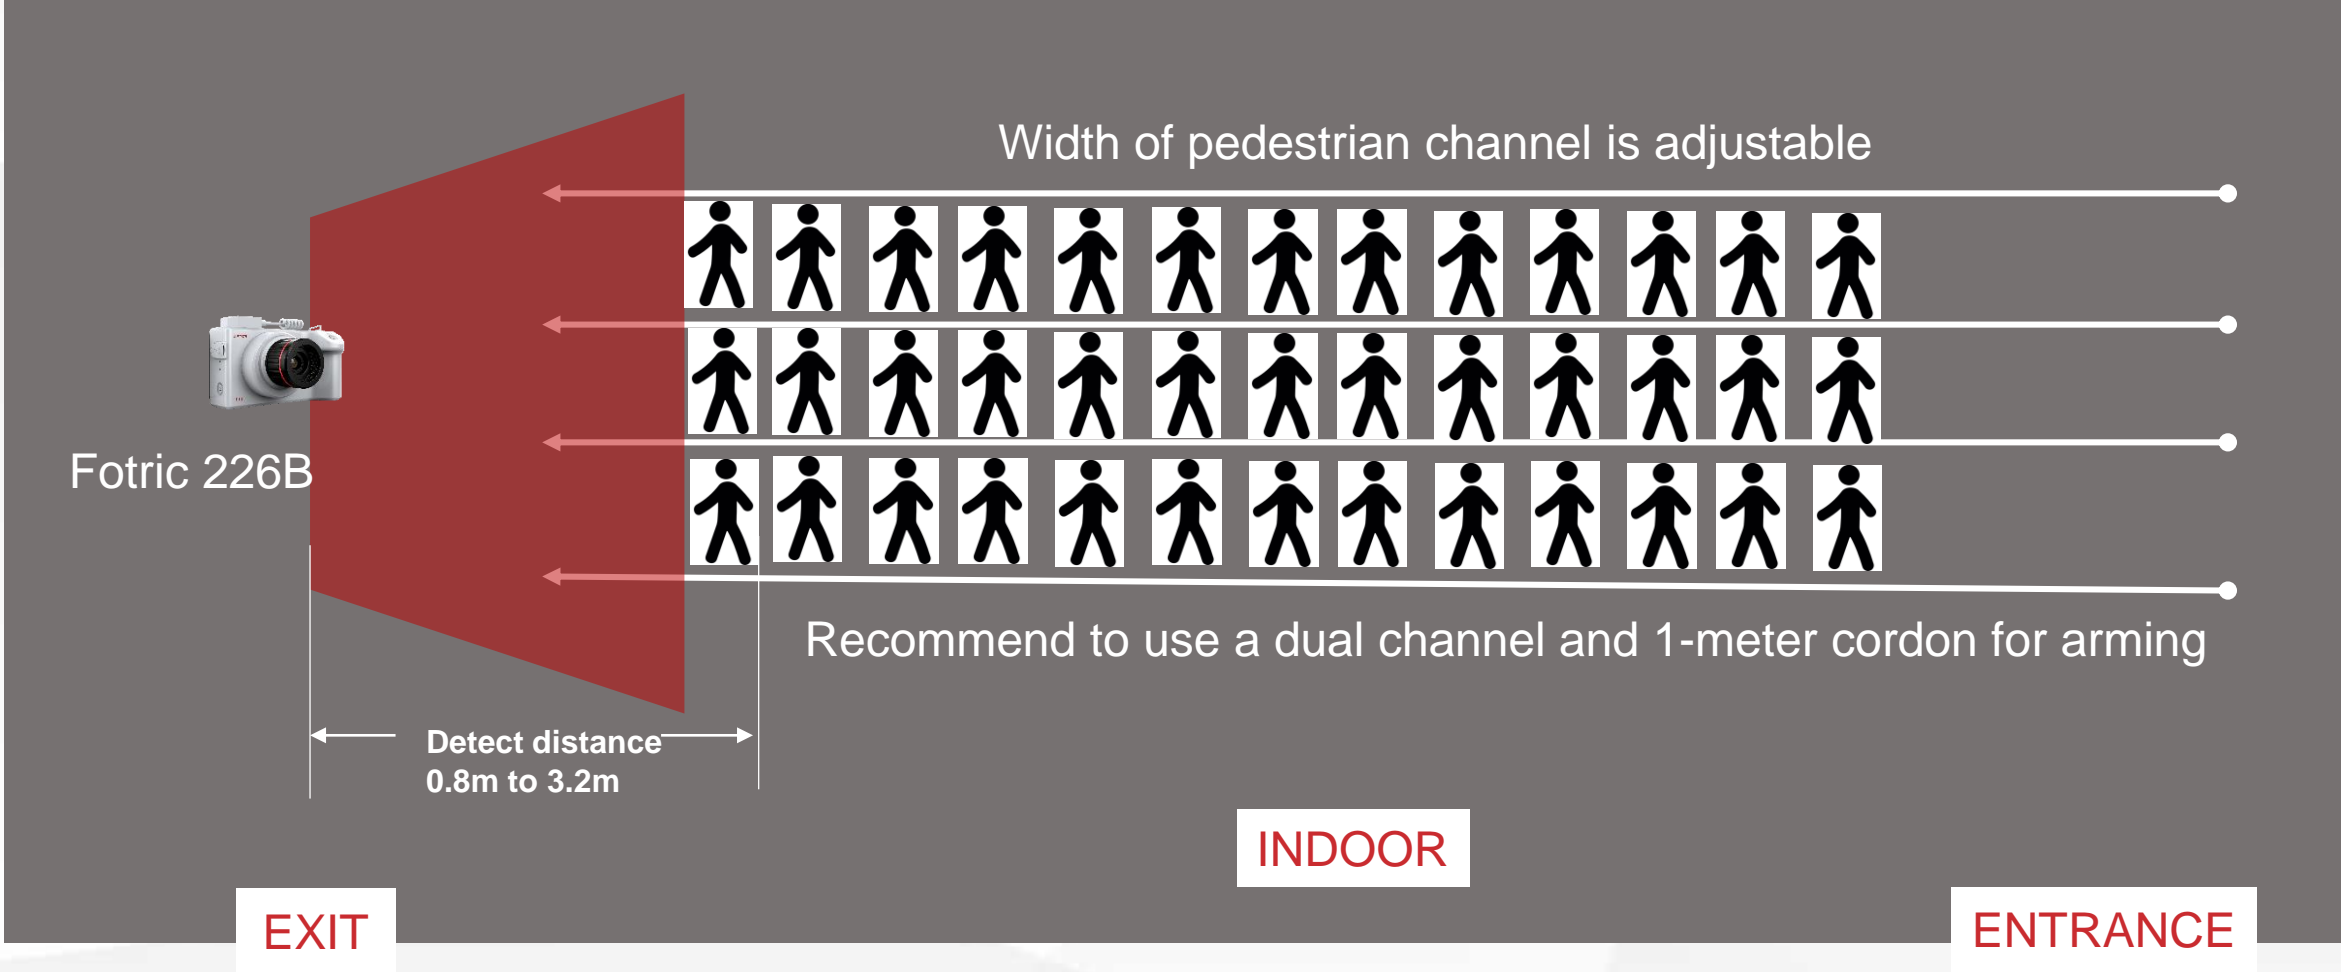 Width of pedestrian channel is adjustable
Fotric 226B
Recommend to use a dual channel and 1-meter cordon for arming
Detect distance
0.8m to 3.2m
INDOOR
EXIT
ENTRANCE